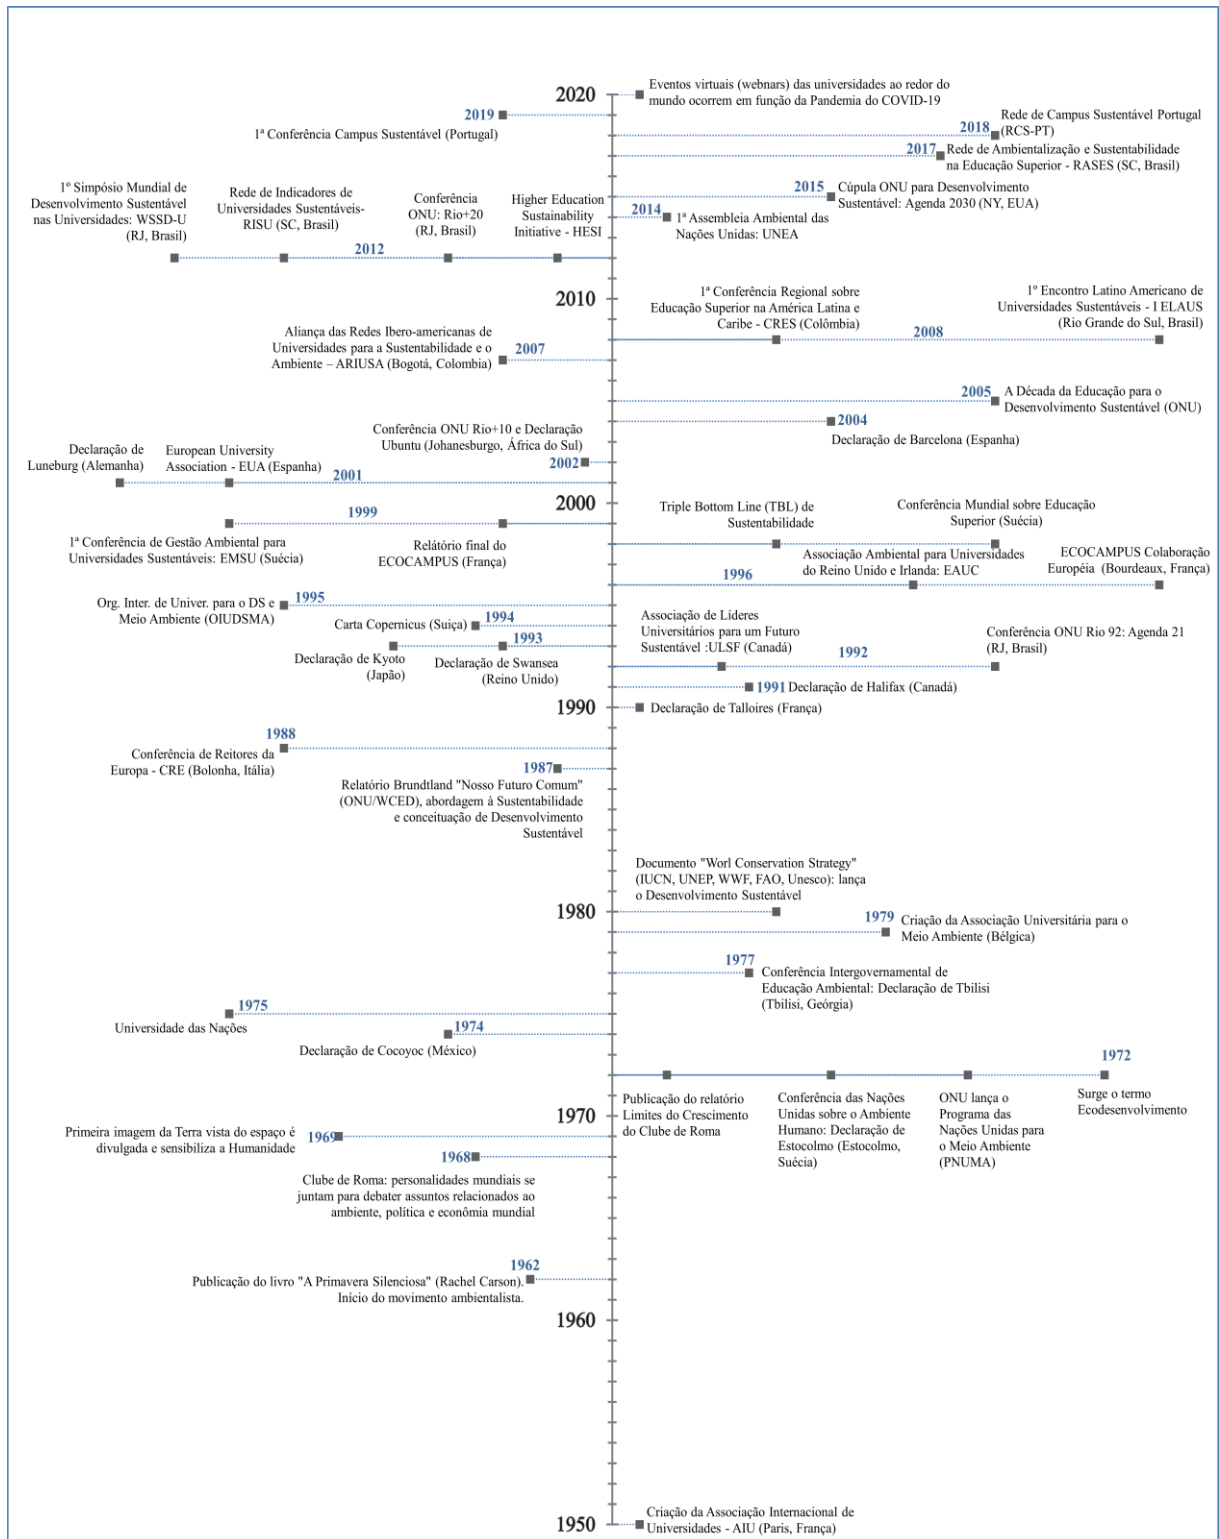 2020
Eventos virtuais (webnars) das universidades ao redor do
mundo ocorrem em função da Pandemia do COVID-19
2019
1ª Conferência Campus Sustentável (Portugal)
2018
Rede de Campus Sustentável Portugal
(RCS-PT)
2017
Rede de Ambientalização e Sustentabilidade
na Educação Superior - RASES (SC, Brasil)
2015
Cúpula ONU para Desenvolvimento
Sustentável: Agenda 2030 (NY, EUA)
2014
1ª Assembleia Ambiental das
Nações Unidas: UNEA
1º Simpósio Mundial de
Desenvolvimento Sustentável
nas Universidades: WSSD-U
(RJ, Brasil)
Rede de Indicadores de
Universidades Sustentáveis-
RISU (SC, Brasil)
Conferência
ONU: Rio+20
(RJ, Brasil)
Higher Education
Sustainability
Initiative - HESI
2012
2010
1ª Conferência Regional sobre
Educação Superior na América Latina e
Caribe - CRES (Colômbia)
1º Encontro Latino Americano de
Universidades Sustentáveis - I ELAUS
(Rio Grande do Sul, Brasil)
2008
Aliança das Redes Ibero-americanas de
Universidades para a Sustentabilidade e o
Ambiente – ARIUSA (Bogotá, Colombia)
2007
2005
A Década da Educação para o
Desenvolvimento Sustentável (ONU)
2004
Declaração de Barcelona (Espanha)
Conferência ONU Rio+10 e Declaração
Ubuntu (Johanesburgo, África do Sul)
2002
Declaração de
Luneburg (Alemanha)
European University
Association - EUA (Espanha)
2001
2000
1999
1ª Conferência de Gestão Ambiental para
Universidades Sustentáveis: EMSU (Suécia)
Relátório final do
ECOCAMPUS (França)
Triple Bottom Line (TBL) de
Sustentabilidade
Conferência Mundial sobre Educação
Superior (Suécia)
Associação Ambiental para Universidades
do Reino Unido e Irlanda: EAUC
ECOCAMPUS Colaboração
Européia (Bourdeaux, França)
1996
1995
Org. Inter. de Univer. para o DS e
Meio Ambiente (OIUDSMA)
1994
Carta Copernicus (Suiça)
1993
Declaração de Kyoto
(Japão)
Declaração de Swansea
(Reino Unido)
Associação de Líderes
Universitários para um Futuro
Sustentável :ULSF (Canadá)
Conferência ONU Rio 92: Agenda 21
(RJ, Brasil)
1992
1991
Declaração de Halifax (Canadá)
1990
Declaração de Talloires (França)
1988
Conferência de Reitores da
Europa - CRE (Bolonha, Itália)
1987
Relatório Brundtland "Nosso Futuro Comum"
(ONU/WCED), abordagem à Sustentabilidade
e conceituação de Desenvolvimento
Sustentável
Documento "Worl Conservation Strategy"
(IUCN, UNEP, WWF, FAO, Unesco): lança
o Desenvolvimento Sustentável
1980
1979
Criação da Associação Universitária para o
Meio Ambiente (Bélgica)
1977
Conferência Intergovernamental de
Educação Ambiental: Declaração de Tbilisi
(Tbilisi, Geórgia)
1975
Universidade das Nações
1974
Declaração de Cocoyoc (México)
1972
Publicação do relatório
Limites do Crescimento
do Clube de Roma
Conferência das Nações
Unidas sobre o Ambiente
Humano: Declaração de
Estocolmo (Estocolmo,
Suécia)
ONU lança o
Programa das
Nações Unidas para
o Meio Ambiente
(PNUMA)
Surge o termo
Ecodesenvolvimento
1970
Primeira imagem da Terra vista do espaço é
divulgada e sensibiliza a Humanidade
1969
1968
Clube de Roma: personalidades mundiais se
juntam para debater assuntos relacionados ao
ambiente, política e econômia mundial
1962
Publicação do livro "A Primavera Silenciosa" (Rachel Carson).
Início do movimento ambientalista.
1960
1950
Criação da Associação Internacional de
Universidades - AIU (Paris, França)